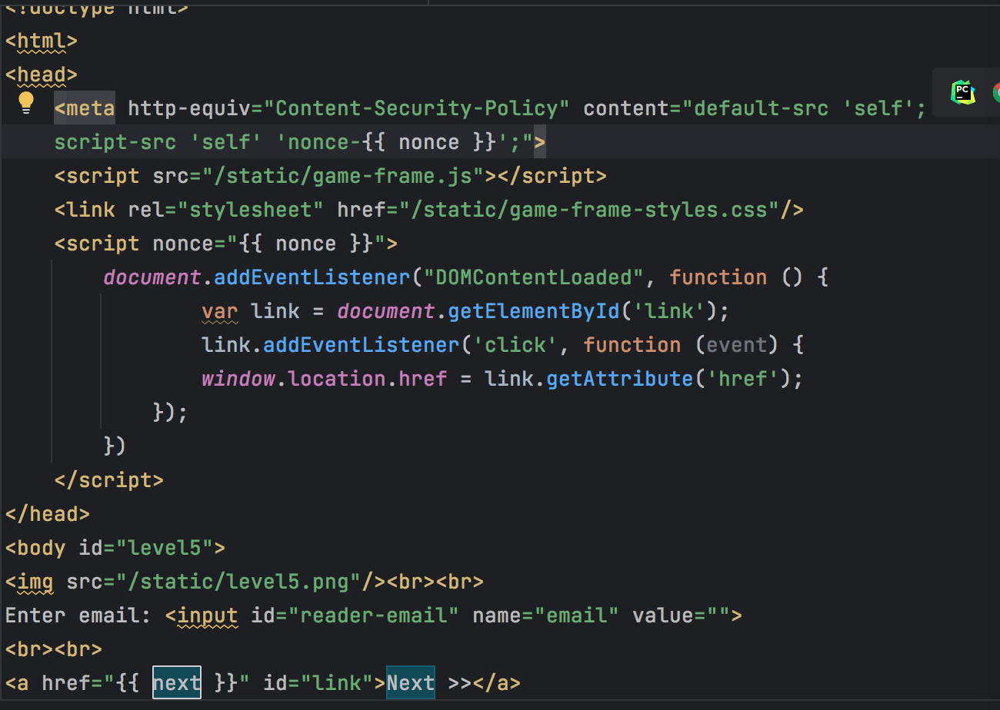 <!doctype html>
<html>
<head>
    <meta http-equiv="Content-Security-Policy" content="default-src 'self';
    script-src 'self' 'nonce-{{ nonce }}';">
    <script src="/static/game-frame.js"></script>
    <link rel="stylesheet" href="/static/game-frame-styles.css"/>
    <script nonce="{{ nonce }}">
        document.addEventListener("DOMContentLoaded", function () {
                var link = document.getElementById('link');
                link.addEventListener('click', function (event) {
                window.location.href = link.getAttribute('href');
            });
        })
    </script>
</head>
<body id="level5">
<img src="/static/level5.png"/><br><br>
Enter email: <input id="reader-email" name="email" value="">
<br><br>
<a href="{{ next }}" id="link">Next >></a>
PC